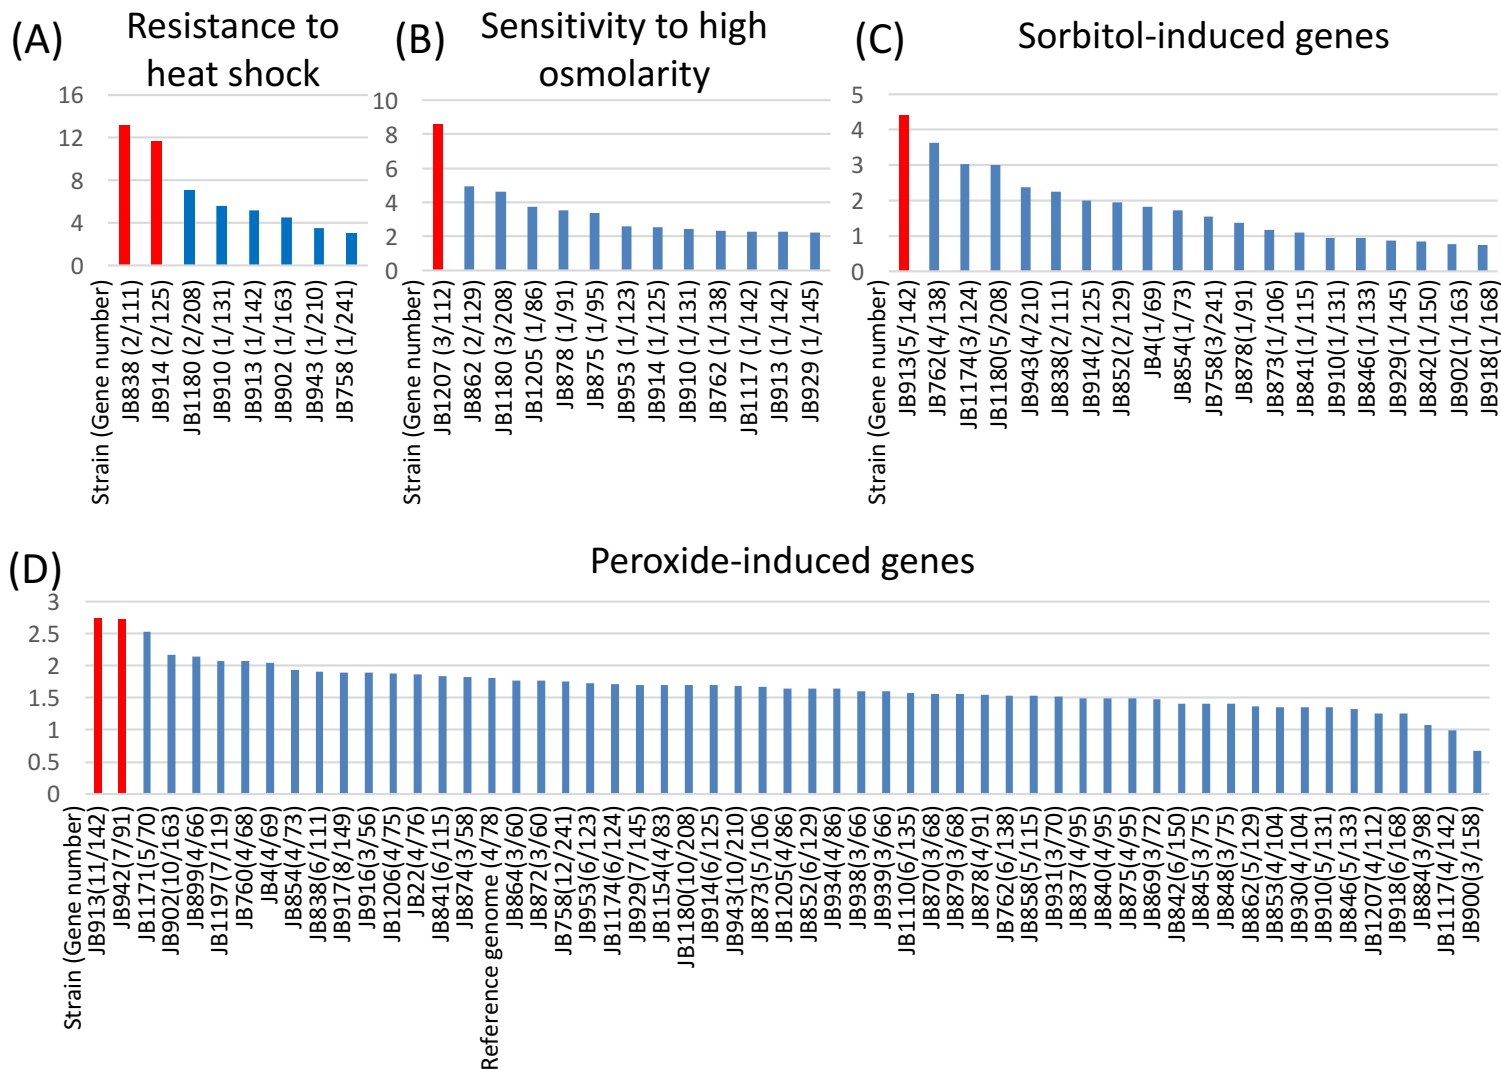 (A)
Resistance to
heat shock
16
12
8
4
0
Strain (Gene number)
JB838 (2/111)
JB914 (2/125)
JB1180 (2/208)
JB910 (1/131)
JB913 (1/142)
JB902 (1/163)
JB943 (1/210)
JB758 (1/241)
(B)
Sensitivity to high
osmolarity
10
8
6
4
2
0
Strain (Gene number)
JB1207 (3/112)
JB862 (2/129)
JB1180 (3/208)
JB1205 (1/86)
JB878 (1/91)
JB875 (1/95)
JB953 (1/123)
JB914 (1/125)
JB910 (1/131)
JB762 (1/138)
JB1117 (1/142)
JB913 (1/142)
JB929 (1/145)
(C)
Sorbitol-induced genes
5
4
3
2
1
0
Strain (Gene number)
JB913(5/142)
JB762(4/138)
JB1174(3/124)
JB1180(5/208)
JB943(4/210)
JB838(2/111)
JB914(2/125)
JB852(2/129)
JB4(1/69)
JB854(1/73)
JB758(3/241)
JB878(1/91)
JB873(1/106)
JB841(1/115)
JB910(1/131)
JB846(1/133)
JB929(1/145)
JB842(1/150)
JB902(1/163)
JB918(1/168)
(D)
Peroxide-induced genes
3
2.5
2
1.5
1
0.5
0
Strain (Gene number)
JB913(11/142)
JB942(7/91)
JB1171(5/70)
JB902(10/163)
JB899(4/66)
JB1197(7/119)
JB760(4/68)
JB4(4/69)
JB854(4/73)
JB838(6/111)
JB917(8/149)
JB916(3/56)
JB1206(4/75)
JB22(4/76)
JB841(6/115)
JB874(3/58)
Reference genome (4/78)
JB864(3/60)
JB872(3/60)
JB758(12/241)
JB953(6/123)
JB1174(6/124)
JB929(7/145)
JB1154(4/83)
JB1180(10/208)
JB914(6/125)
JB943(10/210)
JB873(5/106)
JB1205(4/86)
JB852(6/129)
JB934(4/86)
JB938(3/66)
JB939(3/66)
JB1110(6/135)
JB870(3/68)
JB879(3/68)
JB878(4/91)
JB762(6/138)
JB858(5/115)
JB931(3/70)
JB837(4/95)
JB840(4/95)
JB875(4/95)
JB869(3/72)
JB842(6/150)
JB845(3/75)
JB848(3/75)
JB862(5/129)
JB853(4/104)
JB930(4/104)
JB910(5/131)
JB846(5/133)
JB1207(4/112)
JB918(6/168)
JB884(3/98)
JB1117(4/142)
JB900(3/158)